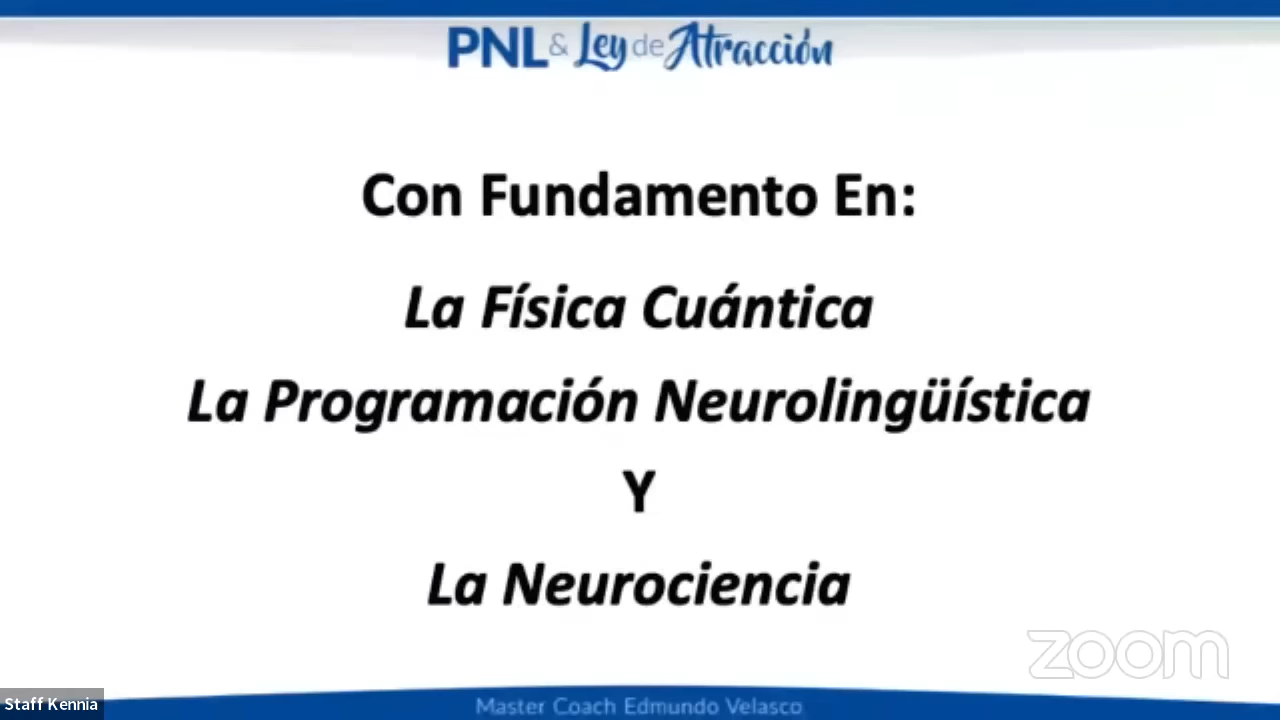 PNL & Ley de Atracción
Con Fundamento En:
La Física Cuántica
La Programación Neurolingüística
Y
La Neurociencia
zoom
Staff Kennia
Master Coach Edmundo Velasco